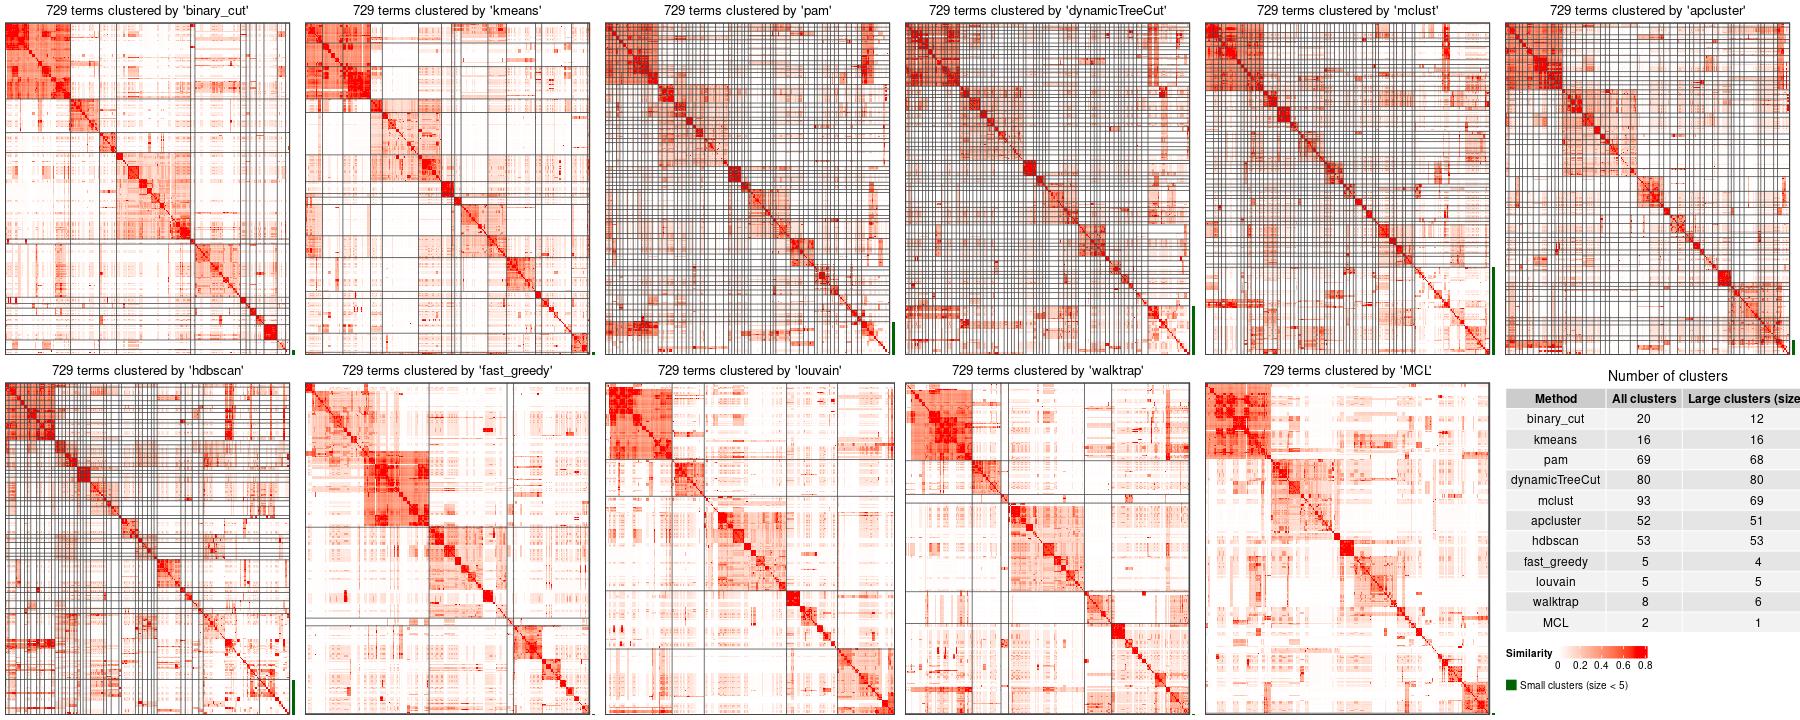 729 terms clustered by 'binary_cut'
729 terms clustered by 'kmeans'
729 terms clustered by 'pam'
729 terms clustered by 'dynamicTreeCut'
729 terms clustered by 'mclust'
729 terms clustered by 'apcluster'
729 terms clustered by 'hdbscan'
729 terms clustered by 'fast_greedy'
729 terms clustered by 'louvain'
729 terms clustered by 'walktrap'
729 terms clustered by 'MCL'
Number of clusters
Method All clusters Large clusters (size
binary_cut 20 12
kmeans 16 16
pam 69 68
dynamicTreeCut 80 80
mclust 93 69
apcluster 52 51
hdbscan 53 53
fast_greedy 5 4
louvain 5 5
walktrap 8 6
MCL 2 1
Similarity
0 0.2 0.4 0.6 0.8
Small clusters (size < 5)